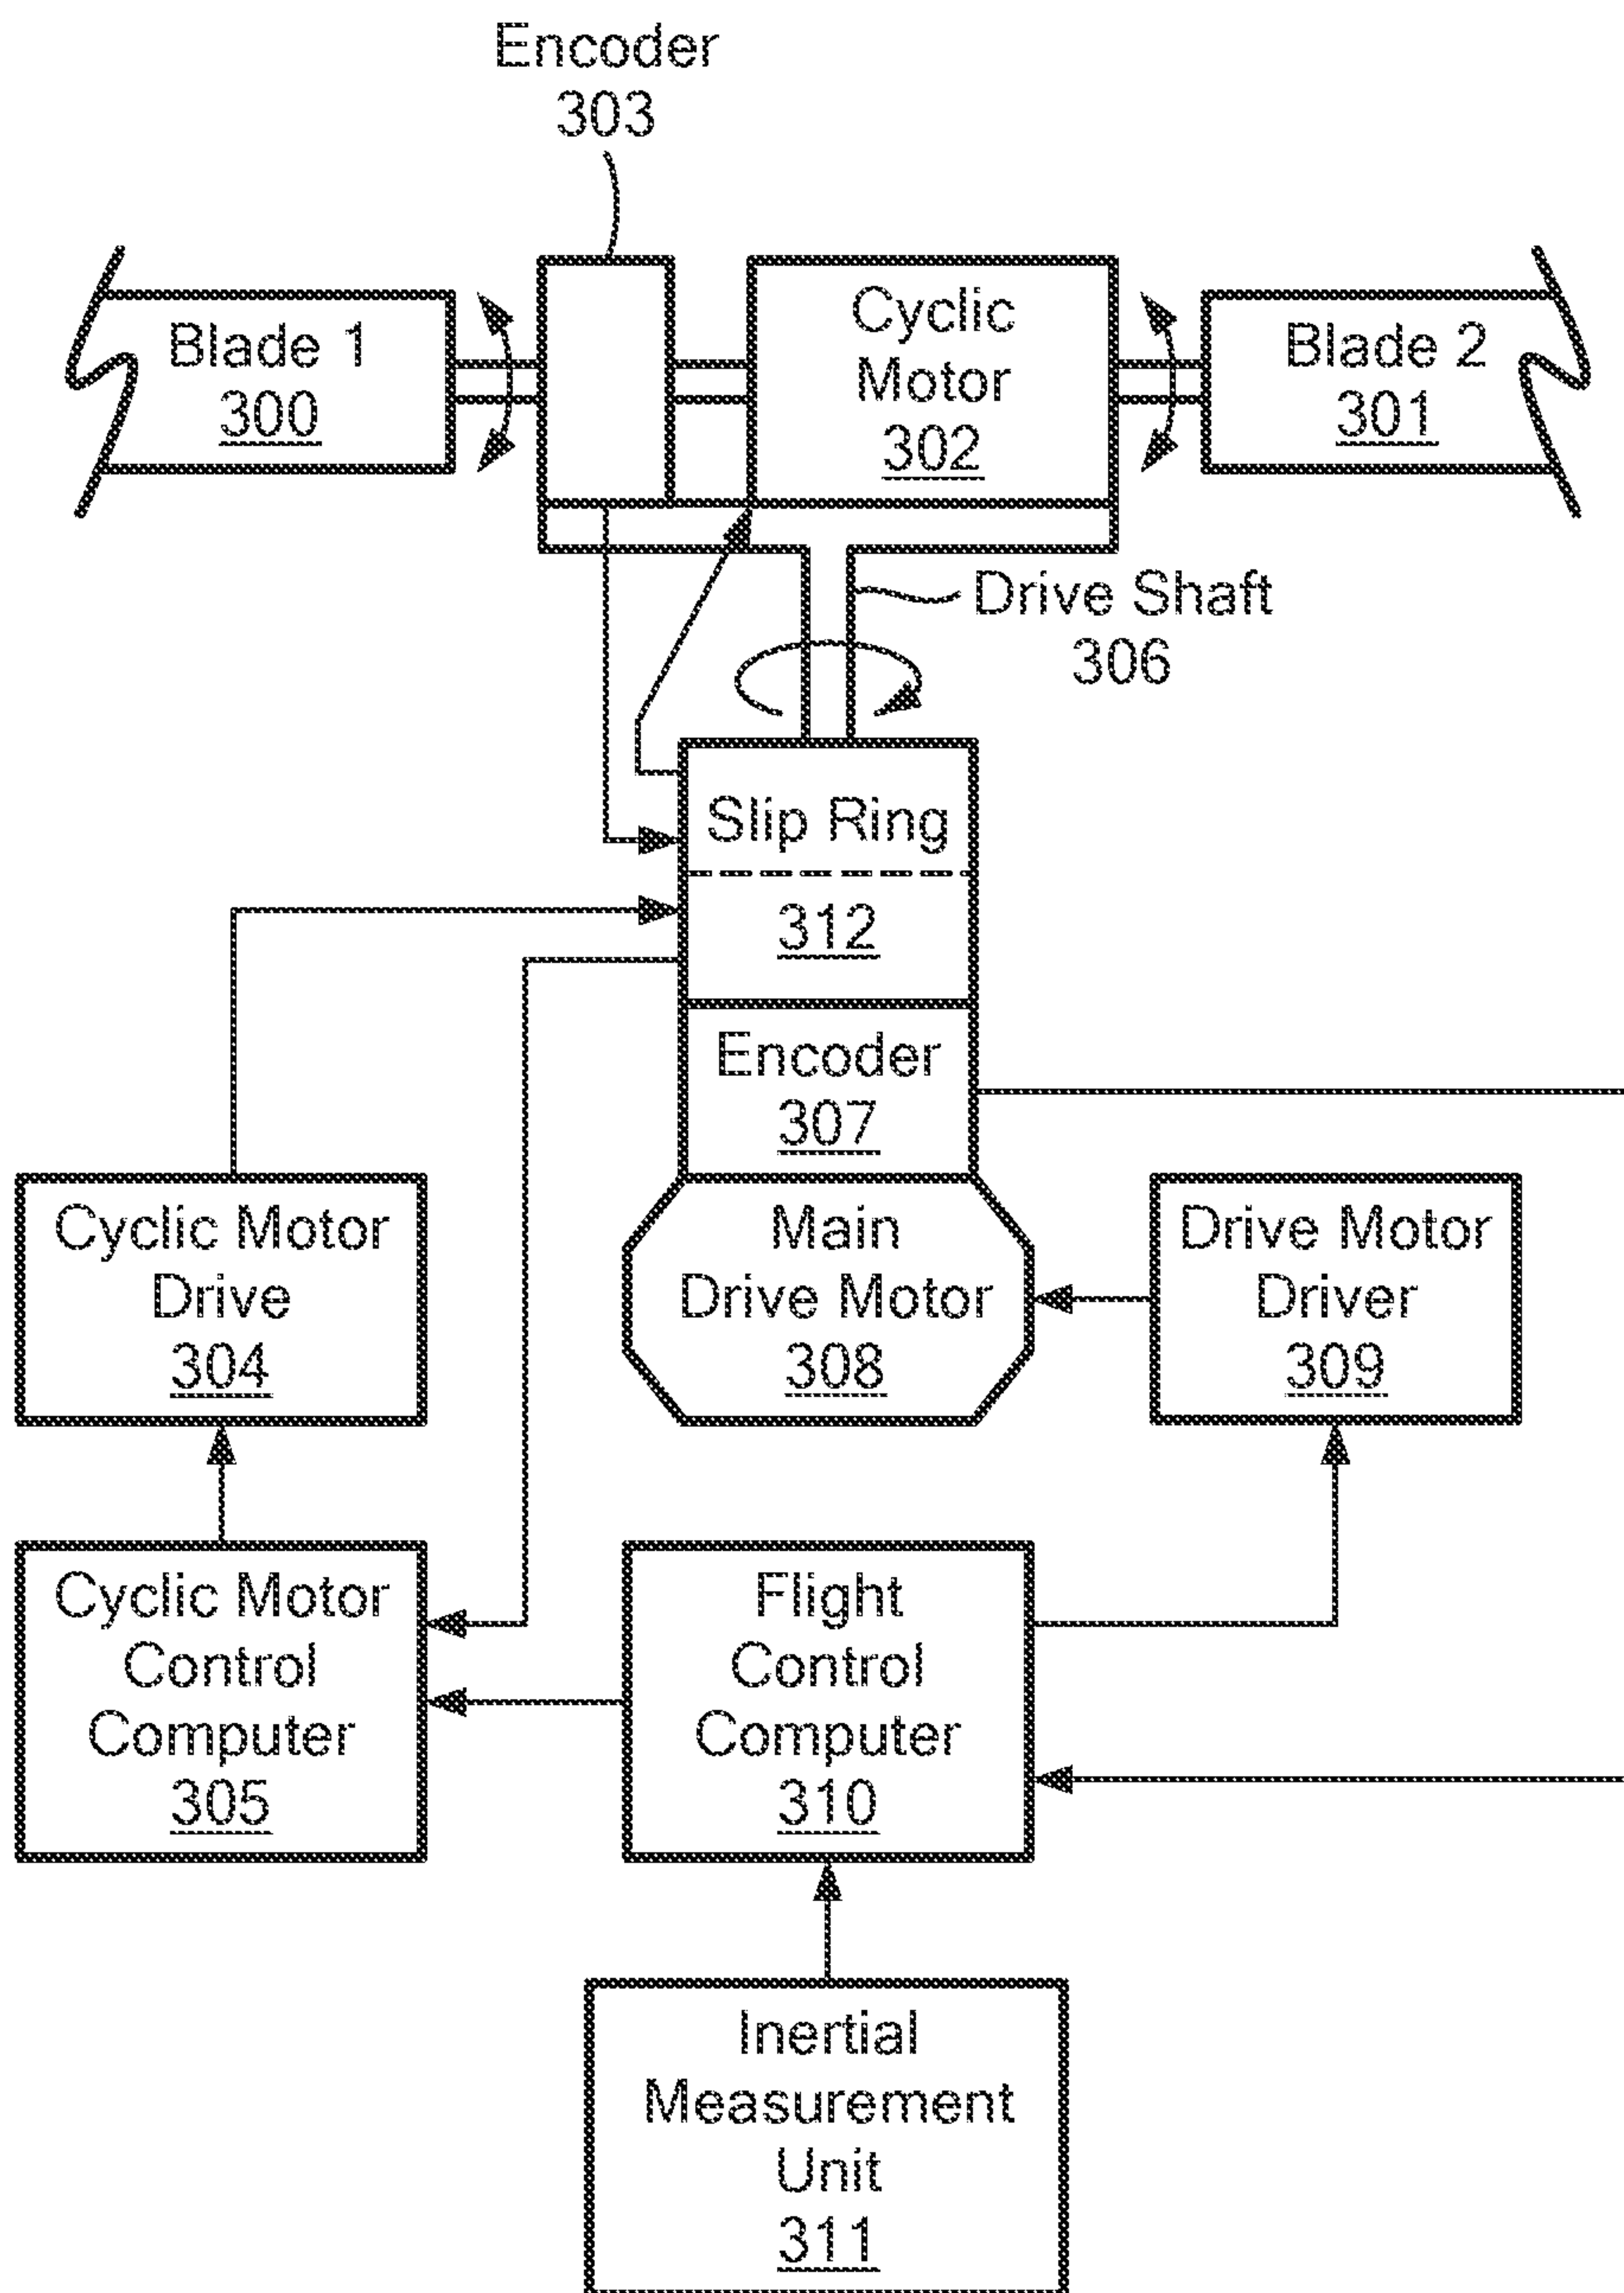 Encoder
303
Blade 1
300
Cyclic
Motor
302
Blade 2
301
Drive Shaft
306
Slip Ring
312
Encoder
307
Cyclic Motor
Drive
304
Main
Drive Motor
308
Drive Motor
Driver
309
Cyclic Motor
Control
Computer
305
Flight
Control
Computer
310
Inertial
Measurement
Unit
311